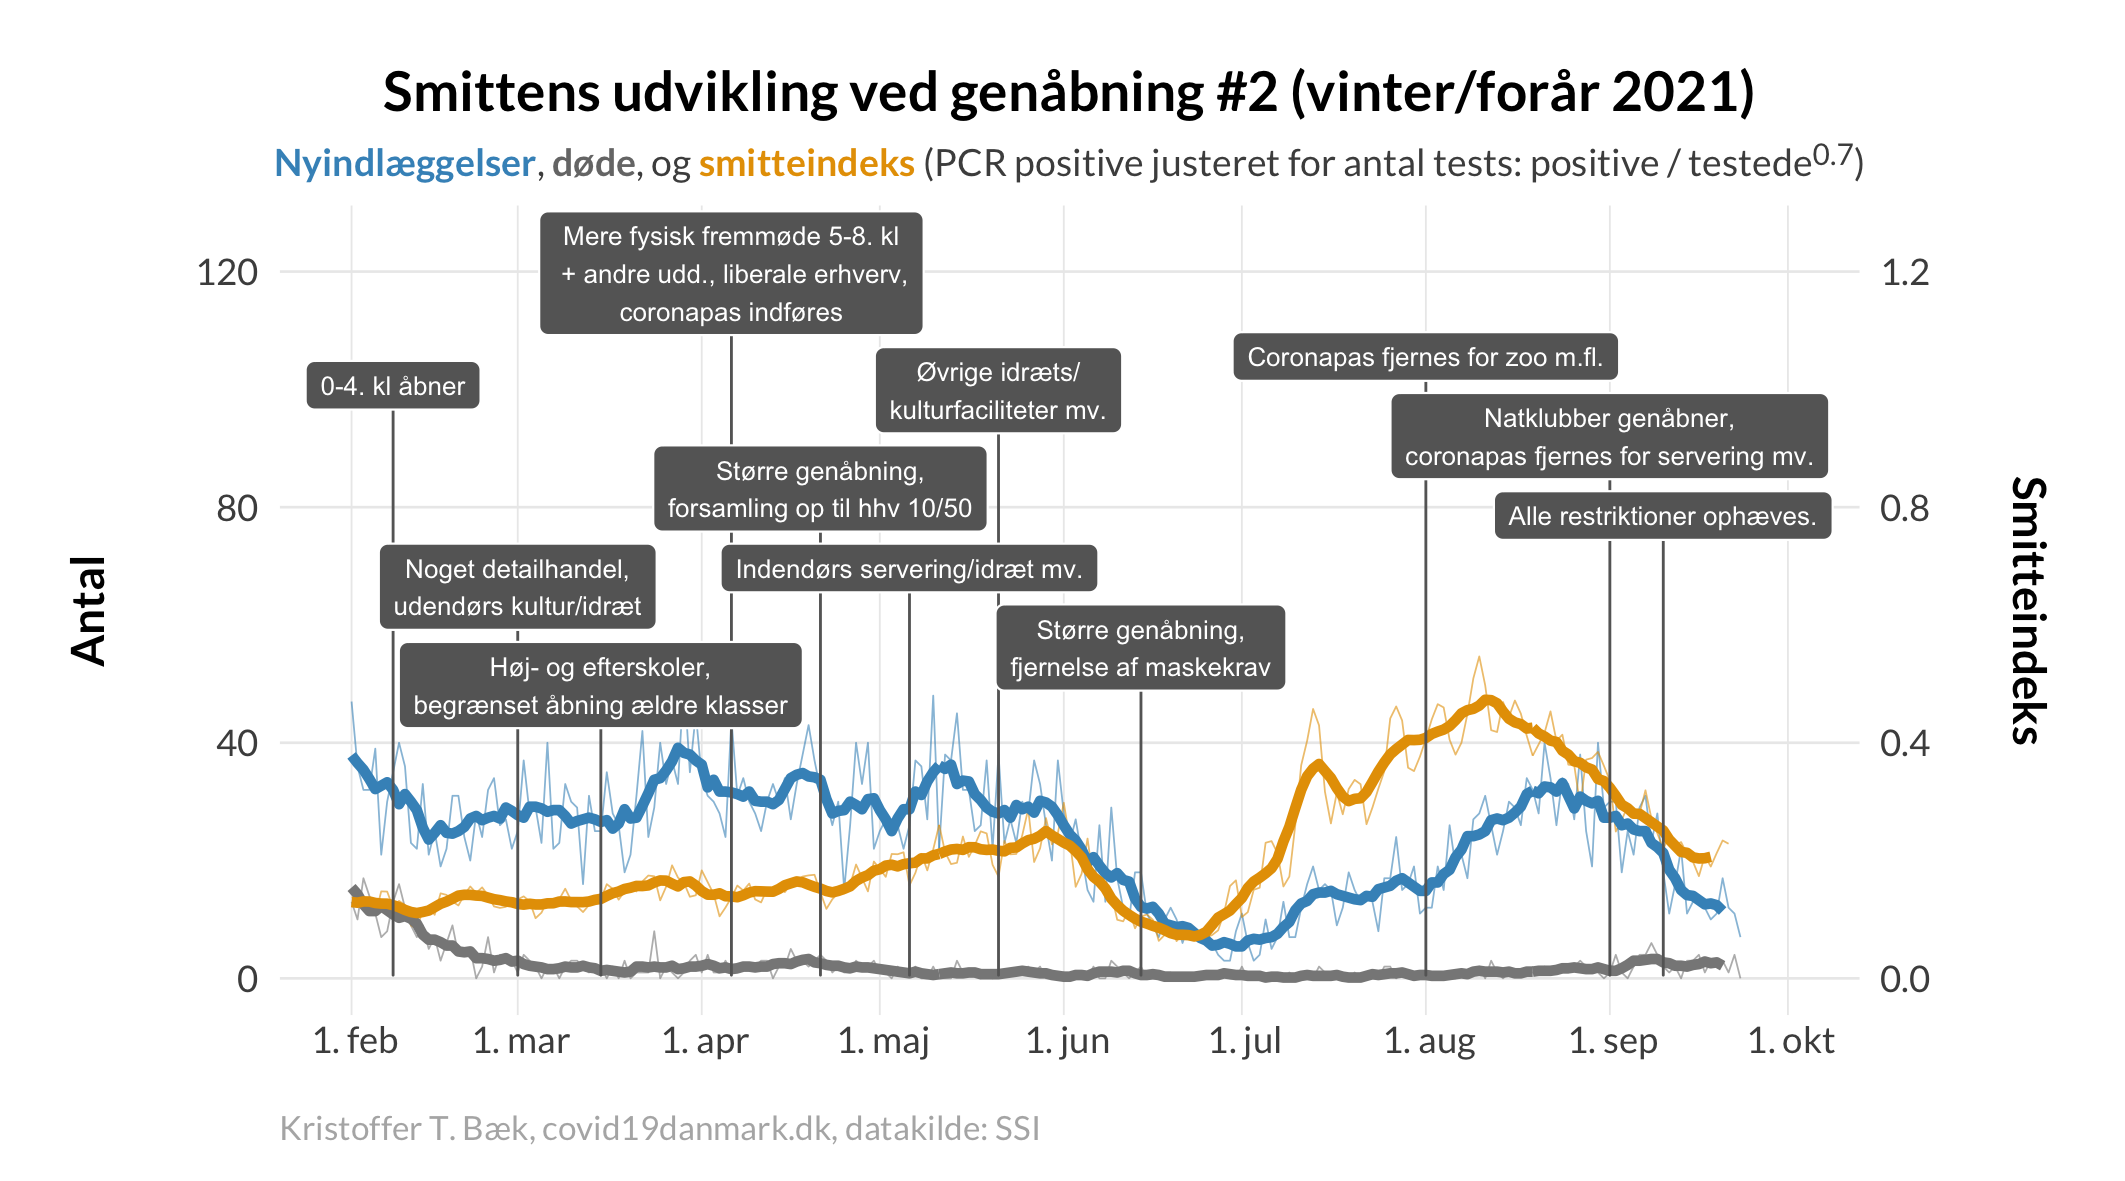 Smittens udvikling ved genåbning #2 (vinter/forår 2021)
Nyindlæggelser, døde, og smitteindeks (PCR positive justeret for antal tests: positive / testede^0.7)
Mere fysisk fremmøde 5-8. kl
+ andre udd., liberale erhverv,
coronapas indføres
120
1.2
Coronapas fjernes for zoo m.fl.
0-4. kl åbner
Øvrige idræts/
kulturfaciliteter mv.
Natklubber genåbner,
coronapas fjernes for servering mv.
Større genåbning,
forsamling op til hhv 10/50
80
0.8
Alle restriktioner ophæves.
Noget detailhandel,
udendørs kultur/idræt
Indendørs servering/idræt mv.
Antal
Smitteindeks
Større genåbning,
fjernelse af maskekrav
Høj- og efterskoler,
begrænset åbning ældre klasser
40
0.4
0
0.0
1. feb
1. mar
1. apr
1. maj
1. jun
1. jul
1. aug
1. sep
1. okt
Kristoffer T. Bæk, covid19danmark.dk, datakilde: SSI